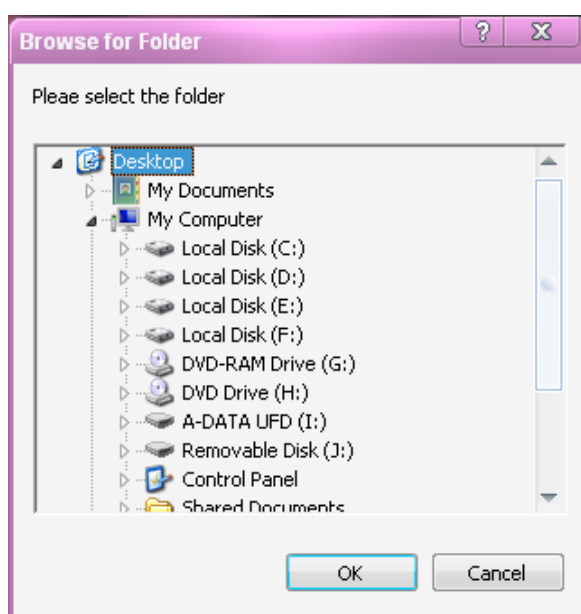 Browse for Folder
Pleae select the folder
Desktop
My Documents
My Computer
Local Disk (C:)
Local Disk (D:)
Local Disk (E:)
Local Disk (F:)
DVD-RAM Drive (G:)
DVD Drive (H:)
A-DATA UFD (I:)
Removable Disk (J:)
Control Panel
Shared Documents
OK Cancel